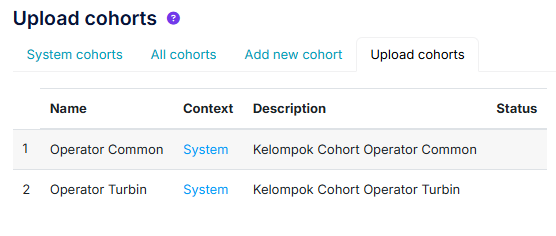 Upload cohorts ?
System cohorts All cohorts Add new cohort Upload cohorts
Name Context Description Status
1 Operator Common System Kelompok Cohort Operator Common
2 Operator Turbin System Kelompok Cohort Operator Turbin